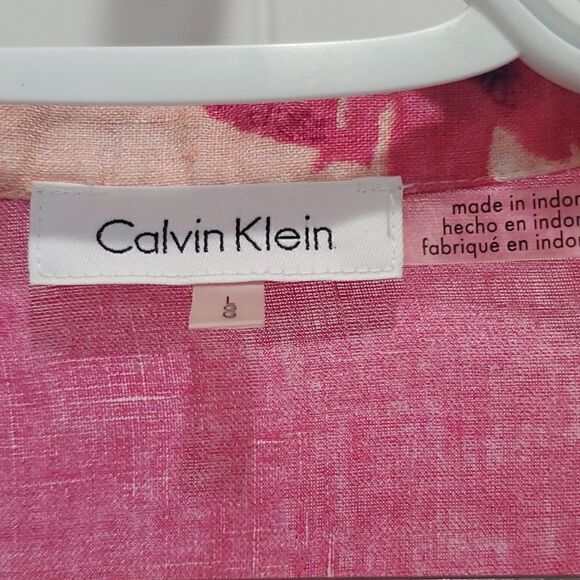 Calvin Klein
L
8
made in indon
hecho en indon
fabriqué en indon